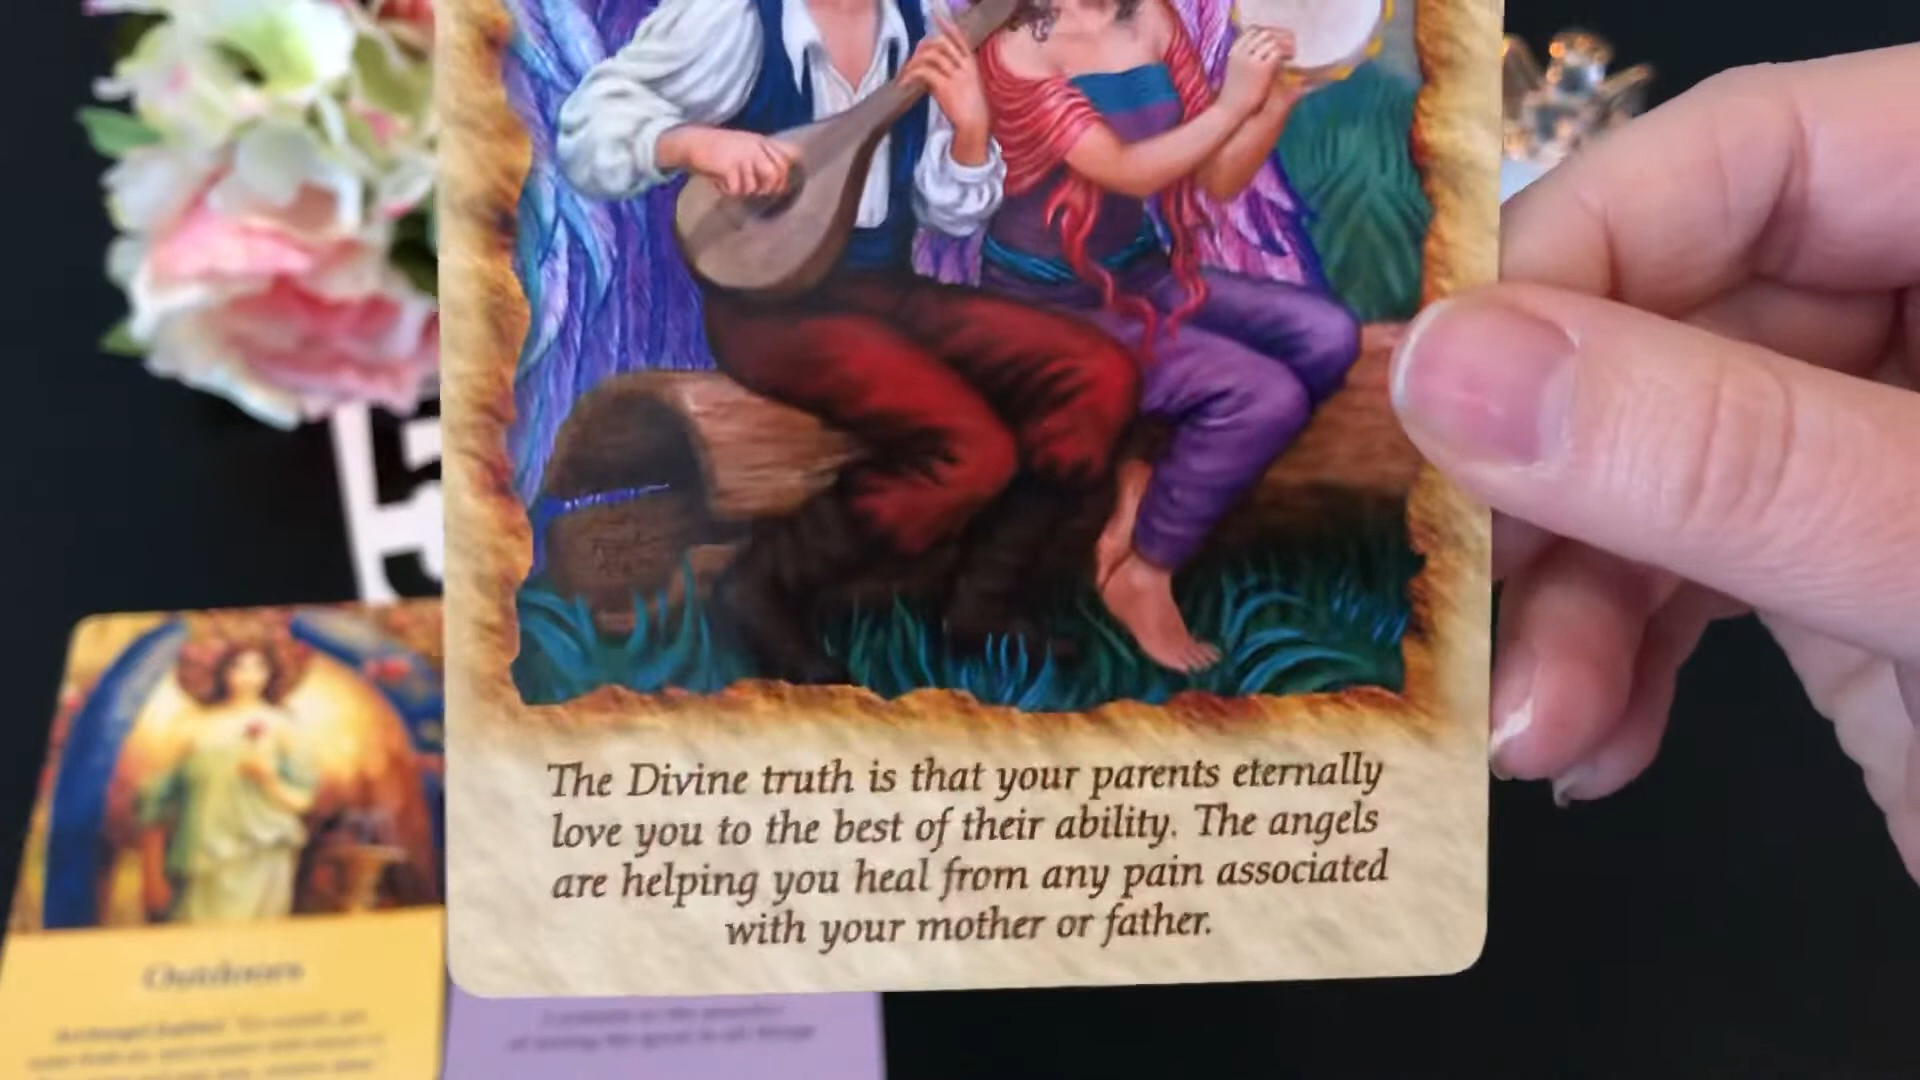 5
The Divine truth is that your parents eternally
love you to the best of their ability. The angels
are helping you heal from any pain associated
with your mother or father.
Outdoors